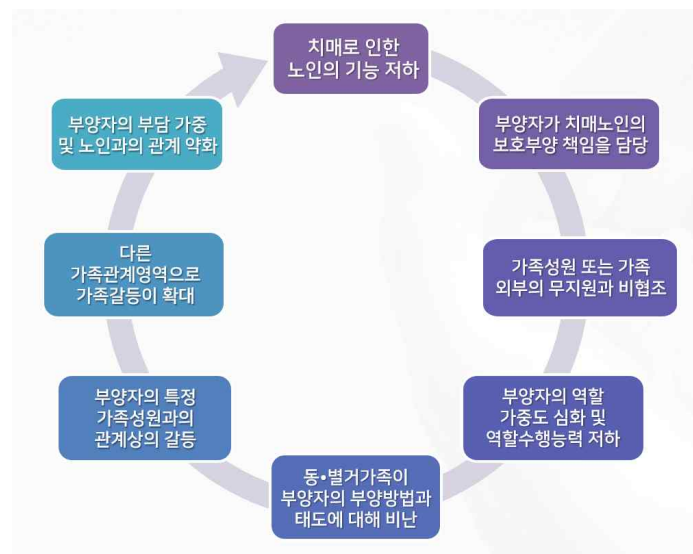 치매로 인한
노인의 기능 저하
부양자가 치매노인의
보호부양 책임을 담당
가족성원 또는 가족
외부의 무지원과 비협조
부양자의 역할
가중도 심화 및
역할수행능력 저하
동•별거가족이
부양자의 부양방법과
태도에 대해 비난
부양자의 특정
가족성원과의
관계상의 갈등
다른
가족관계영역으로
가족갈등이 확대
부양자의 부담 가중
및 노인과의 관계 약화